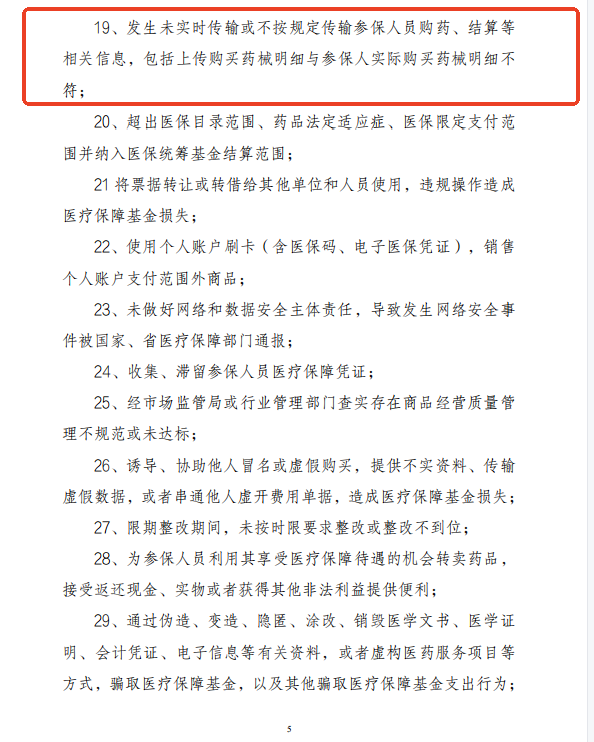 19、发生未实时传输或不按规定传输参保人员购药、结算等
相关信息，包括上传购买药械明细与参保人实际购买药械明细不
符；
20、超出医保目录范围、药品法定适应症、医保限定支付范
围并纳入医保统筹基金结算范围；
21 将票据转让或转借给其他单位和人员使用，违规操作造成
医疗保障基金损失；
22、使用个人账户刷卡（含医保码、电子医保凭证），销售
个人账户支付范围外商品；
23、未做好网络和数据安全主体责任，导致发生网络安全事
件被国家、省医疗保障部门通报；
24、收集、滞留参保人员医疗保障凭证；
25、经市场监管局或行业管理部门查实存在商品经营质量管
理不规范或未达标；
26、诱导、协助他人冒名或虚假购买，提供不实资料、传输
虚假数据，或者串通他人虚开费用单据，造成医疗保障基金损失；
27、限期整改期间，未按时限要求整改或整改不到位；
28、为参保人员利用其享受医疗保障待遇的机会转卖药品，
接受返还现金、实物或者获得其他非法利益提供便利；
29、通过伪造、变造、隐匿、涂改、销毁医学文书、医学证
明、会计凭证、电子信息等有关资料，或者虚构医药服务项目等
方式，骗取医疗保障基金，以及其他骗取医疗保障基金支出行为；
5